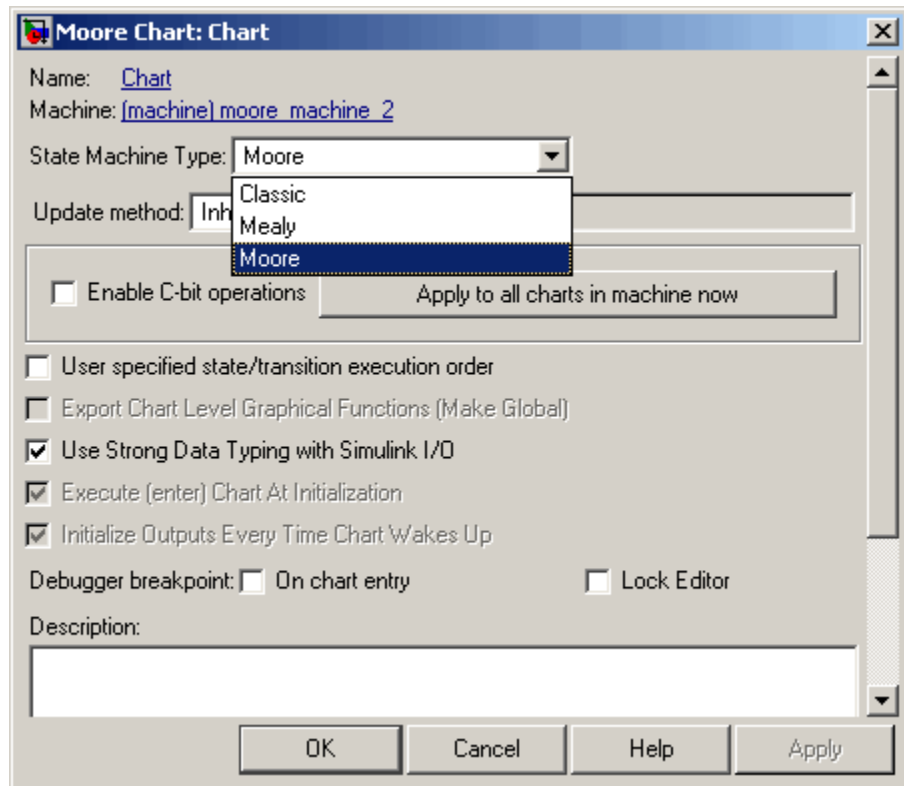 Moore Chart: Chart
Name: Chart
Machine: (machine) moore_machine_2
State Machine Type: Moore
Classic
Update method: Inh
Mealy
Moore
Enable C-bit operations Apply to all charts in machine now
User specified state/transition execution order
Export Chart Level Graphical Functions (Make Global)
Use Strong Data Typing with Simulink I/O
Execute (enter) Chart At Initialization
Initialize Outputs Every Time Chart Wakes Up
Debugger breakpoint: On chart entry Lock Editor
Description:
OK Cancel Help Apply